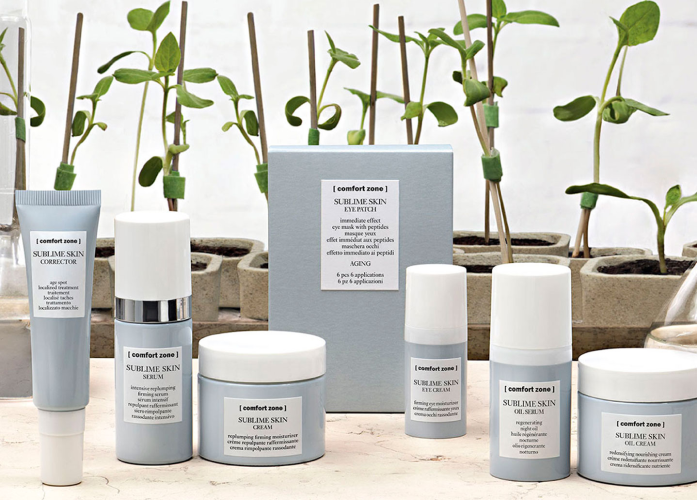 [ comfort zone ]
SUBLIME SKIN
CORRECTOR
age spot
localized treatment
traitement
localisé taches
trattamento
localizzato macchie
[ comfort zone ]
SUBLIME SKIN
SERUM
intensive replumping
firming serum
sérum intensif
repulpant raffermissant
siero rimpolpante
rassodante intensivo
[ comfort zone ]
SUBLIME SKIN
CREAM
replumping firming moisturizer
crème repulpante raffermissante
crema rimpolpante rassodante
[ comfort zone ]
SUBLIME SKIN
EYE PATCH
immediate effect
eye mask with peptides
masque yeux
effet immédiat aux peptides
maschera occhi
effetto immediato ai peptidi
AGING
6 pcs 6 applications
6 pz 6 applicazioni
[ comfort zone ]
SUBLIME SKIN
EYE CREAM
firming eye moisturizer
crème raffermissante yeux
crema occhi rassodante
[ comfort zone ]
SUBLIME SKIN
OIL SERUM
regenerating
night oil
huile régénérante
nocturne
olio rigenerante
notturno
[ comfort zone ]
SUBLIME SKIN
OIL CREAM
redensifying nourishing cream
crème redensifiante nourrissante
crema ridensificante nutriente